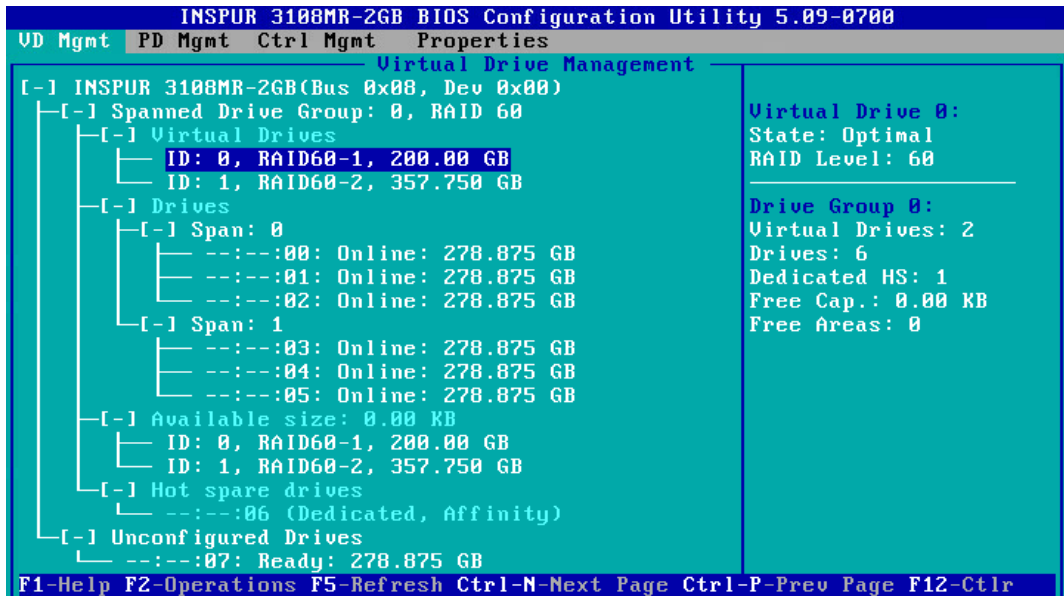 INSPUR 3108MR-2GB BIOS Configuration Utility 5.09-0700
VD Mgmt PD Mgmt Ctrl Mgmt Properties
Virtual Drive Management
[-] INSPUR 3108MR-2GB(Bus 0x08, Dev 0x00)
[-] Spanned Drive Group: 0, RAID 60
[-] Virtual Drives
ID: 0, RAID60-1, 200.00 GB
ID: 1, RAID60-2, 357.750 GB
[-] Drives
[-] Span: 0
--:--:00: Online: 278.875 GB
--:--:01: Online: 278.875 GB
--:--:02: Online: 278.875 GB
[-] Span: 1
--:--:03: Online: 278.875 GB
--:--:04: Online: 278.875 GB
--:--:05: Online: 278.875 GB
[-] Available size: 0.00 KB
ID: 0, RAID60-1, 200.00 GB
ID: 1, RAID60-2, 357.750 GB
[-] Hot spare drives
--:--:06 (Dedicated, Affinity)
[-] Unconfigured Drives
--:--:07: Ready: 278.875 GB
Virtual Drive 0:
State: Optimal
RAID Level: 60
Drive Group 0:
Virtual Drives: 2
Drives: 6
Dedicated HS: 1
Free Cap.: 0.00 KB
Free Areas: 0
F1-Help F2-Operations F5-Refresh Ctrl-N-Next Page Ctrl-P-Prev Page F12-Ctlr